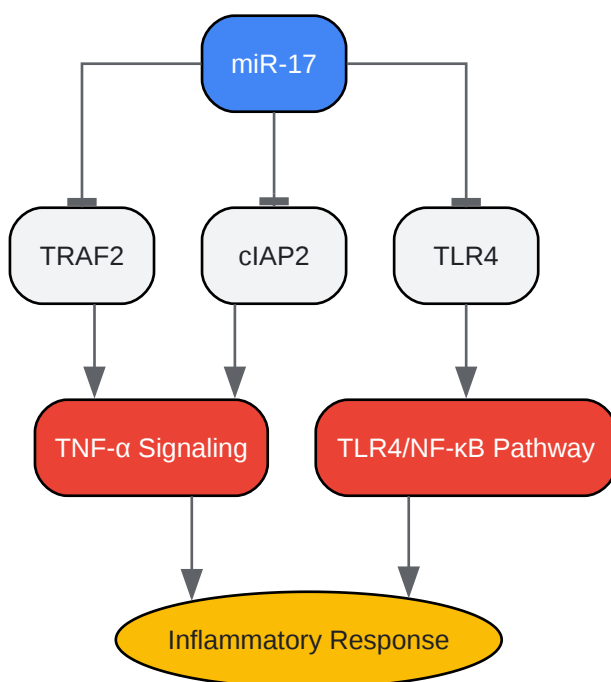 miR-17
TRAF2
cIAP2
TLR4
TNF-α Signaling
TLR4/NF-κB Pathway
Inflammatory Response